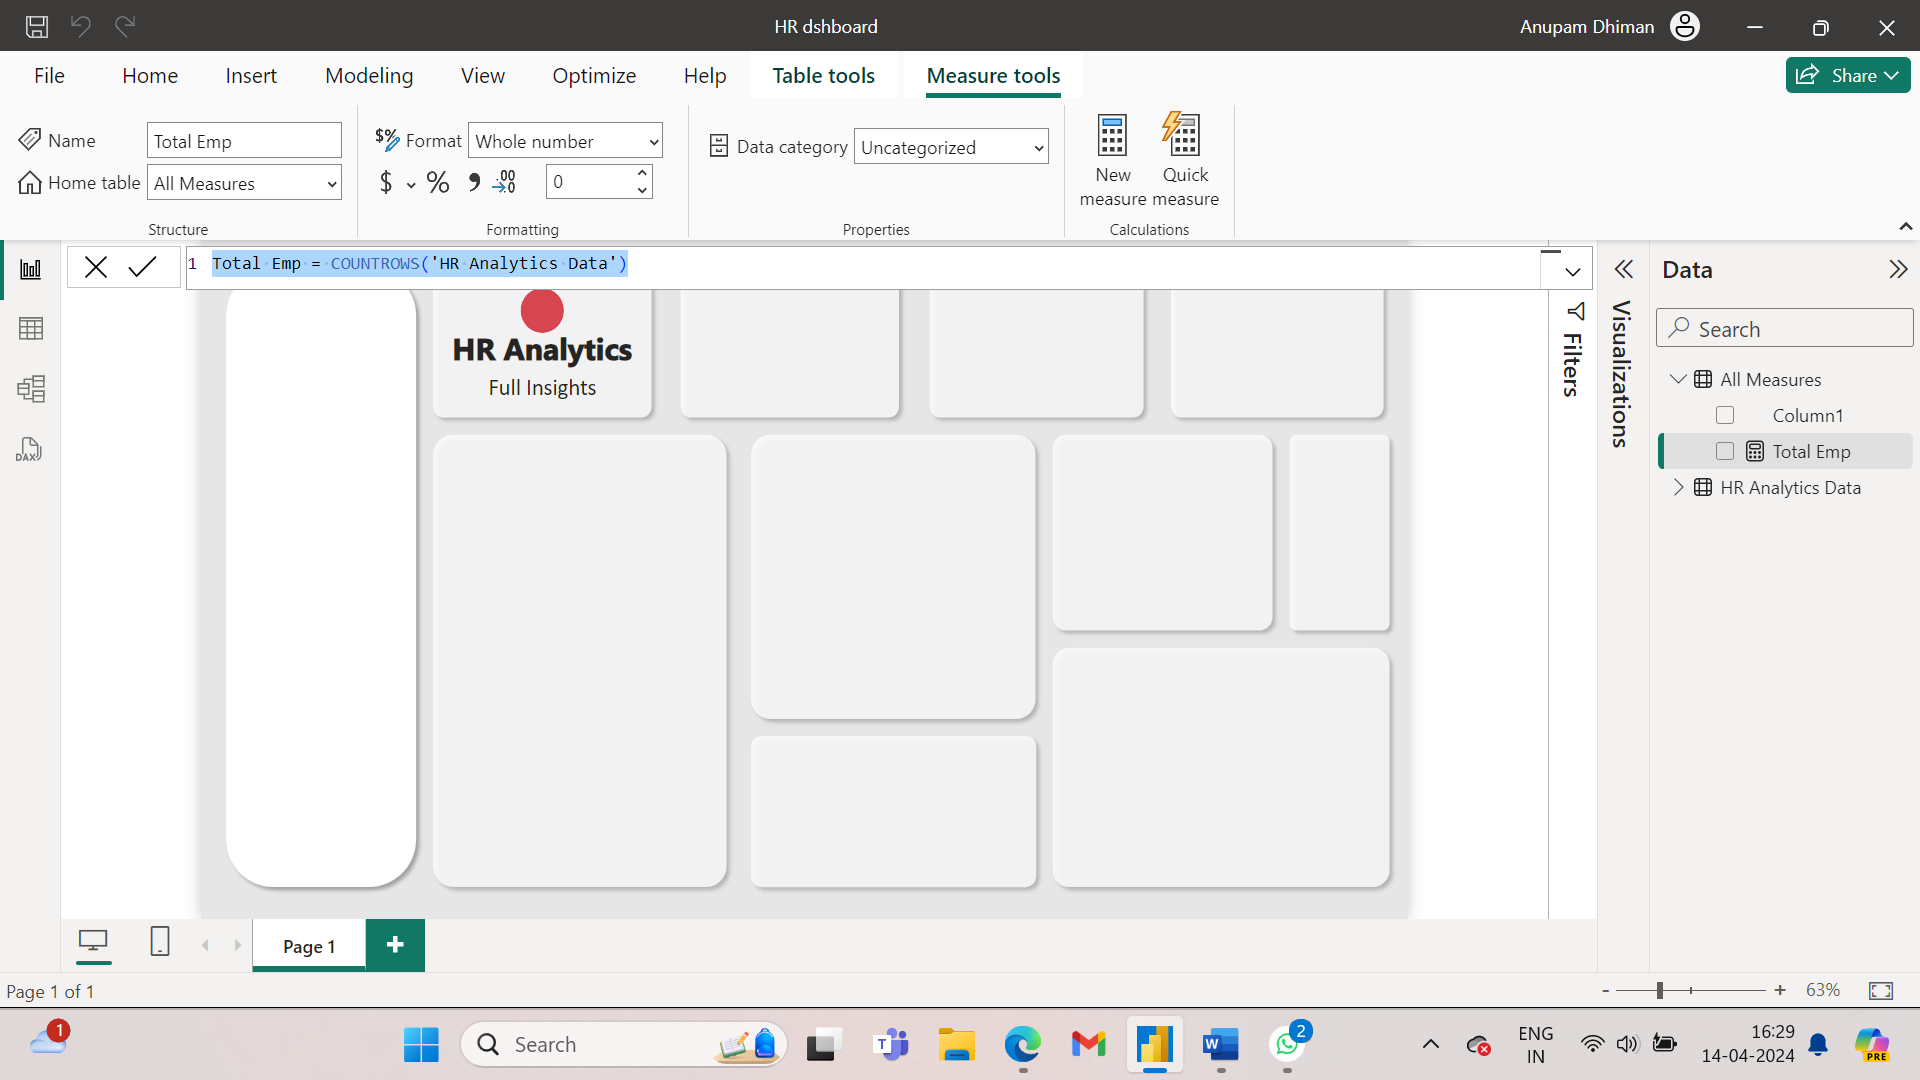 HR dshboard
Anupam Dhiman
File Home Insert Modeling View Optimize Help Table tools Measure tools
Share
Name Total Emp
Home table All Measures
Structure
$% Format Whole number
$ % 9 .00 0
Formatting
Data category Uncategorized
Properties
New measure
Quick measure
Calculations
1 Total Emp = COUNTROWS('HR Analytics Data')
HR Analytics
Full Insights
Filters
Visualizations
Data
Search
All Measures
Column1
Total Emp
HR Analytics Data
DAX
Page 1
+
Page 1 of 1
- + 63%
1
Search
T
W
2
ENG
IN
16:29
14-04-2024
PRE